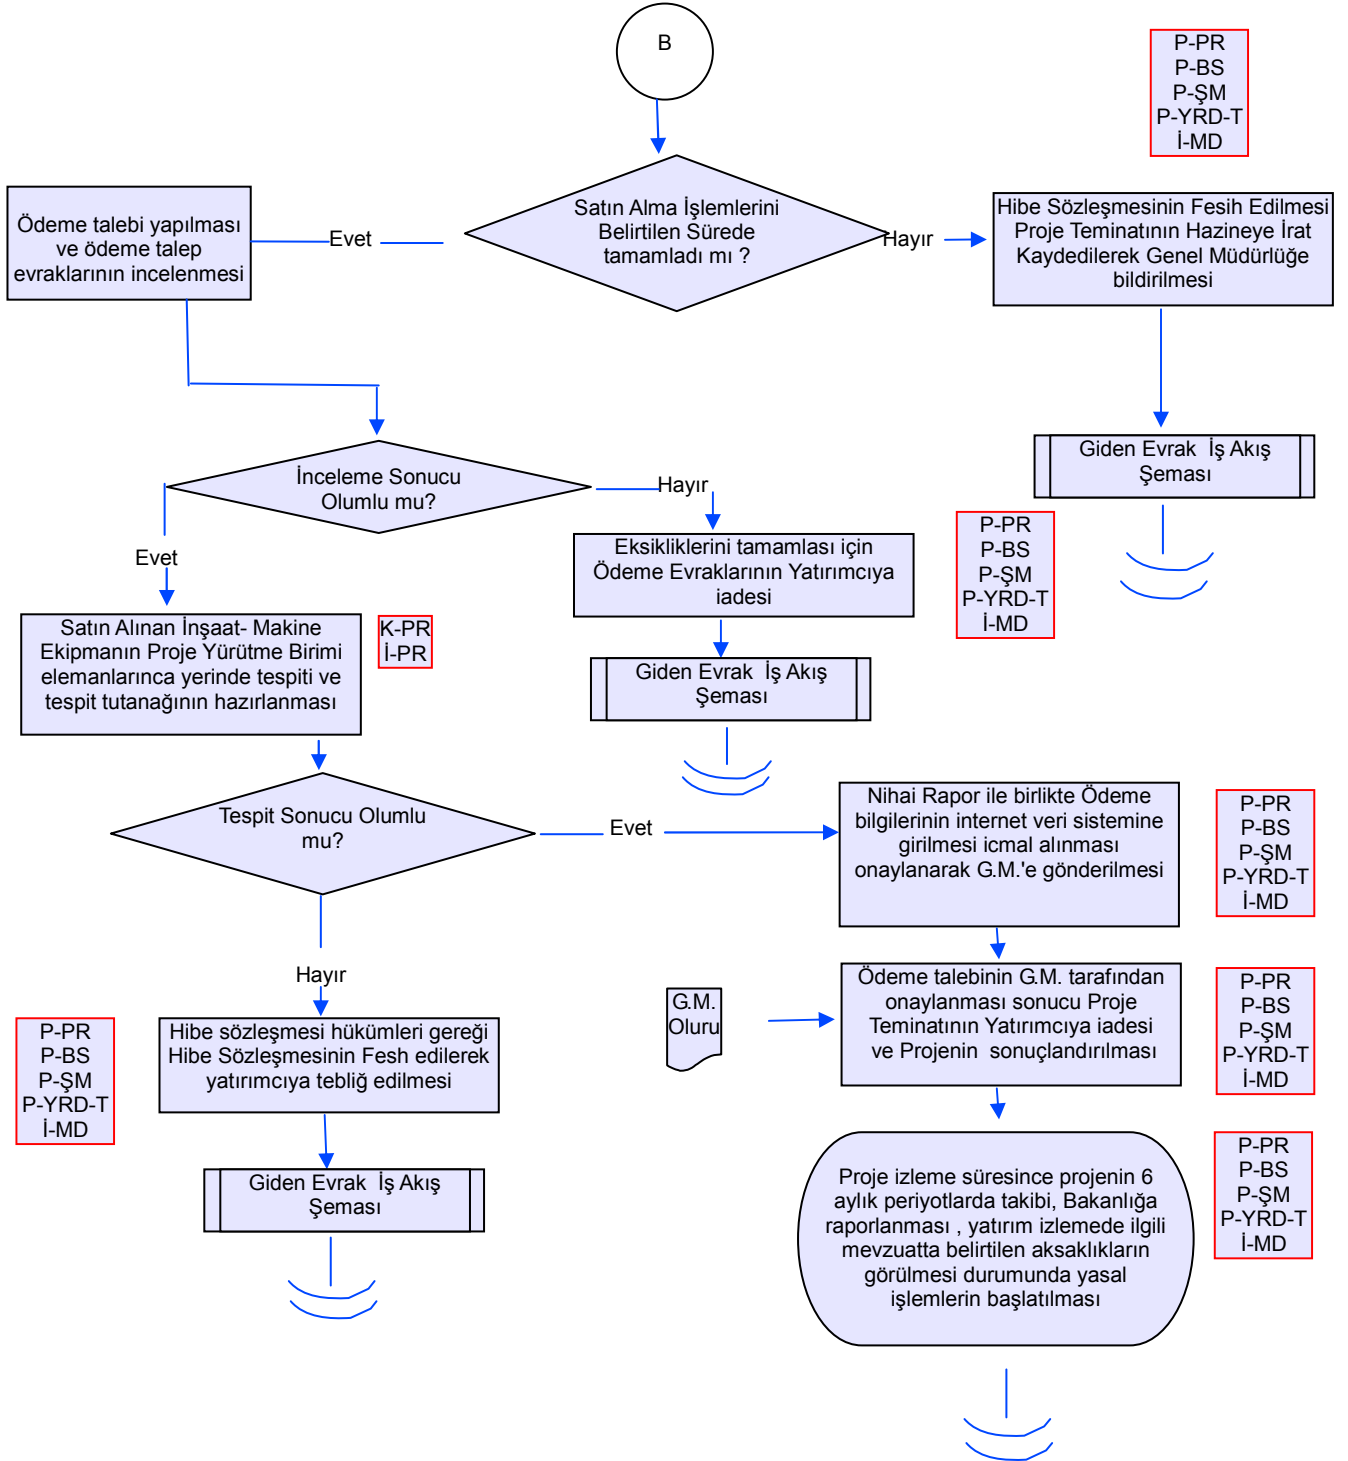 B
P-PR
P-BS
P-ŞM
P-YRD-T
İ-MD
Satın Alma İşlemlerini
Belirtilen Sürede
tamamladı mı ?
Evet
Hayır
Ödeme talebi yapılması
ve ödeme talep
evraklarının incelenmesi
Hibe Sözleşmesinin Fesih Edilmesi
Proje Teminatının Hazineye İrat
Kaydedilerek Genel Müdürlüğe
bildirilmesi
Giden Evrak İş Akış
Şeması
İnceleme Sonucu
Olumlu mu?
Hayır
Evet
P-PR
P-BS
P-ŞM
P-YRD-T
İ-MD
Eksikliklerini tamamlası için
Ödeme Evraklarının Yatırımcıya
iadesi
Satın Alınan İnşaat- Makine
Ekipmanın Proje Yürütme Birimi
elemanlarınca yerinde tespiti ve
tespit tutanağının hazırlanması
K-PR
İ-PR
Giden Evrak İş Akış
Şeması
Tespit Sonucu Olumlu
mu?
Evet
Nihai Rapor ile birlikte Ödeme
bilgilerinin internet veri sistemine
girilmesi icmal alınması
onaylanarak G.M.'e gönderilmesi
P-PR
P-BS
P-ŞM
P-YRD-T
İ-MD
Hayır
G.M.
Oluru
Ödeme talebinin G.M. tarafından
onaylanması sonucu Proje
Teminatının Yatırımcıya iadesi
ve Projenin sonuçlandırılması
P-PR
P-BS
P-ŞM
P-YRD-T
İ-MD
P-PR
P-BS
P-ŞM
P-YRD-T
İ-MD
Hibe sözleşmesi hükümleri gereği
Hibe Sözleşmesinin Fesh edilerek
yatırımcıya tebliğ edilmesi
Giden Evrak İş Akış
Şeması
Proje izleme süresince projenin 6
aylık periyotlarda takibi, Bakanlığa
raporlanması , yatırım izlemede ilgili
mevzuatta belirtilen aksaklıkların
görülmesi durumunda yasal
işlemlerin başlatılması
P-PR
P-BS
P-ŞM
P-YRD-T
İ-MD